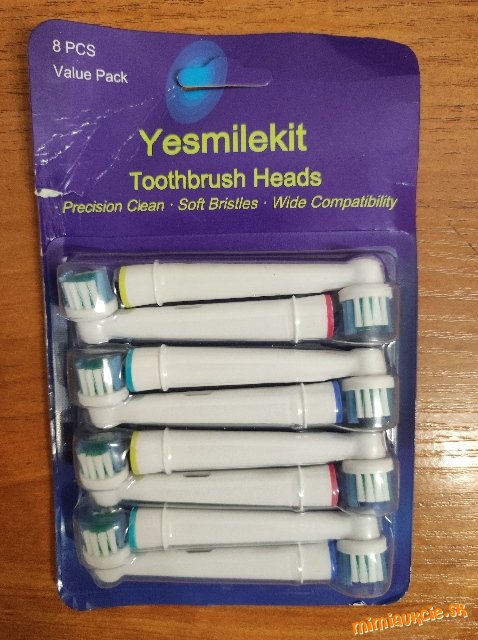 8 PCS
Value Pack
Yesmilekit
Toothbrush Heads
Precision Clean · Soft Bristles · Wide Compatibility
mimiaukcie.sk